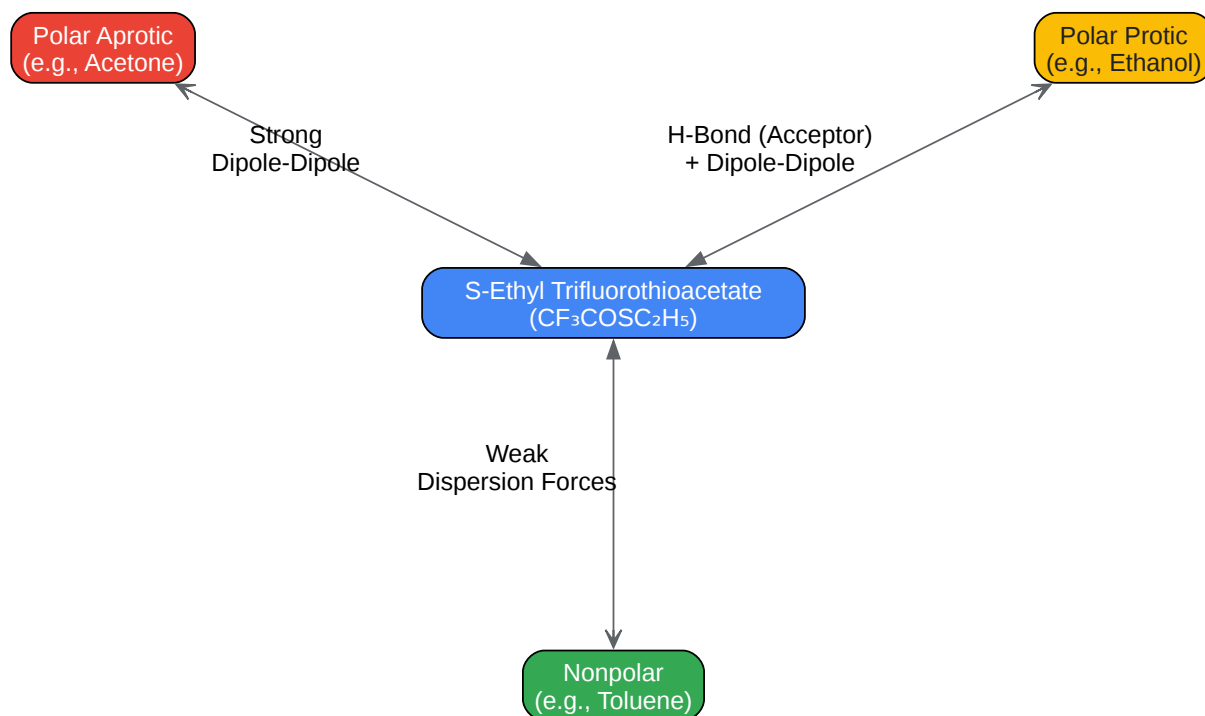 Polar Aprotic
(e.g., Acetone)
Polar Protic
(e.g., Ethanol)
Strong
Dipole-Dipole
H-Bond (Acceptor)
+ Dipole-Dipole
S-Ethyl Trifluorothioacetate
(CF₃COSC₂H₅)
Weak
Dispersion Forces
Nonpolar
(e.g., Toluene)